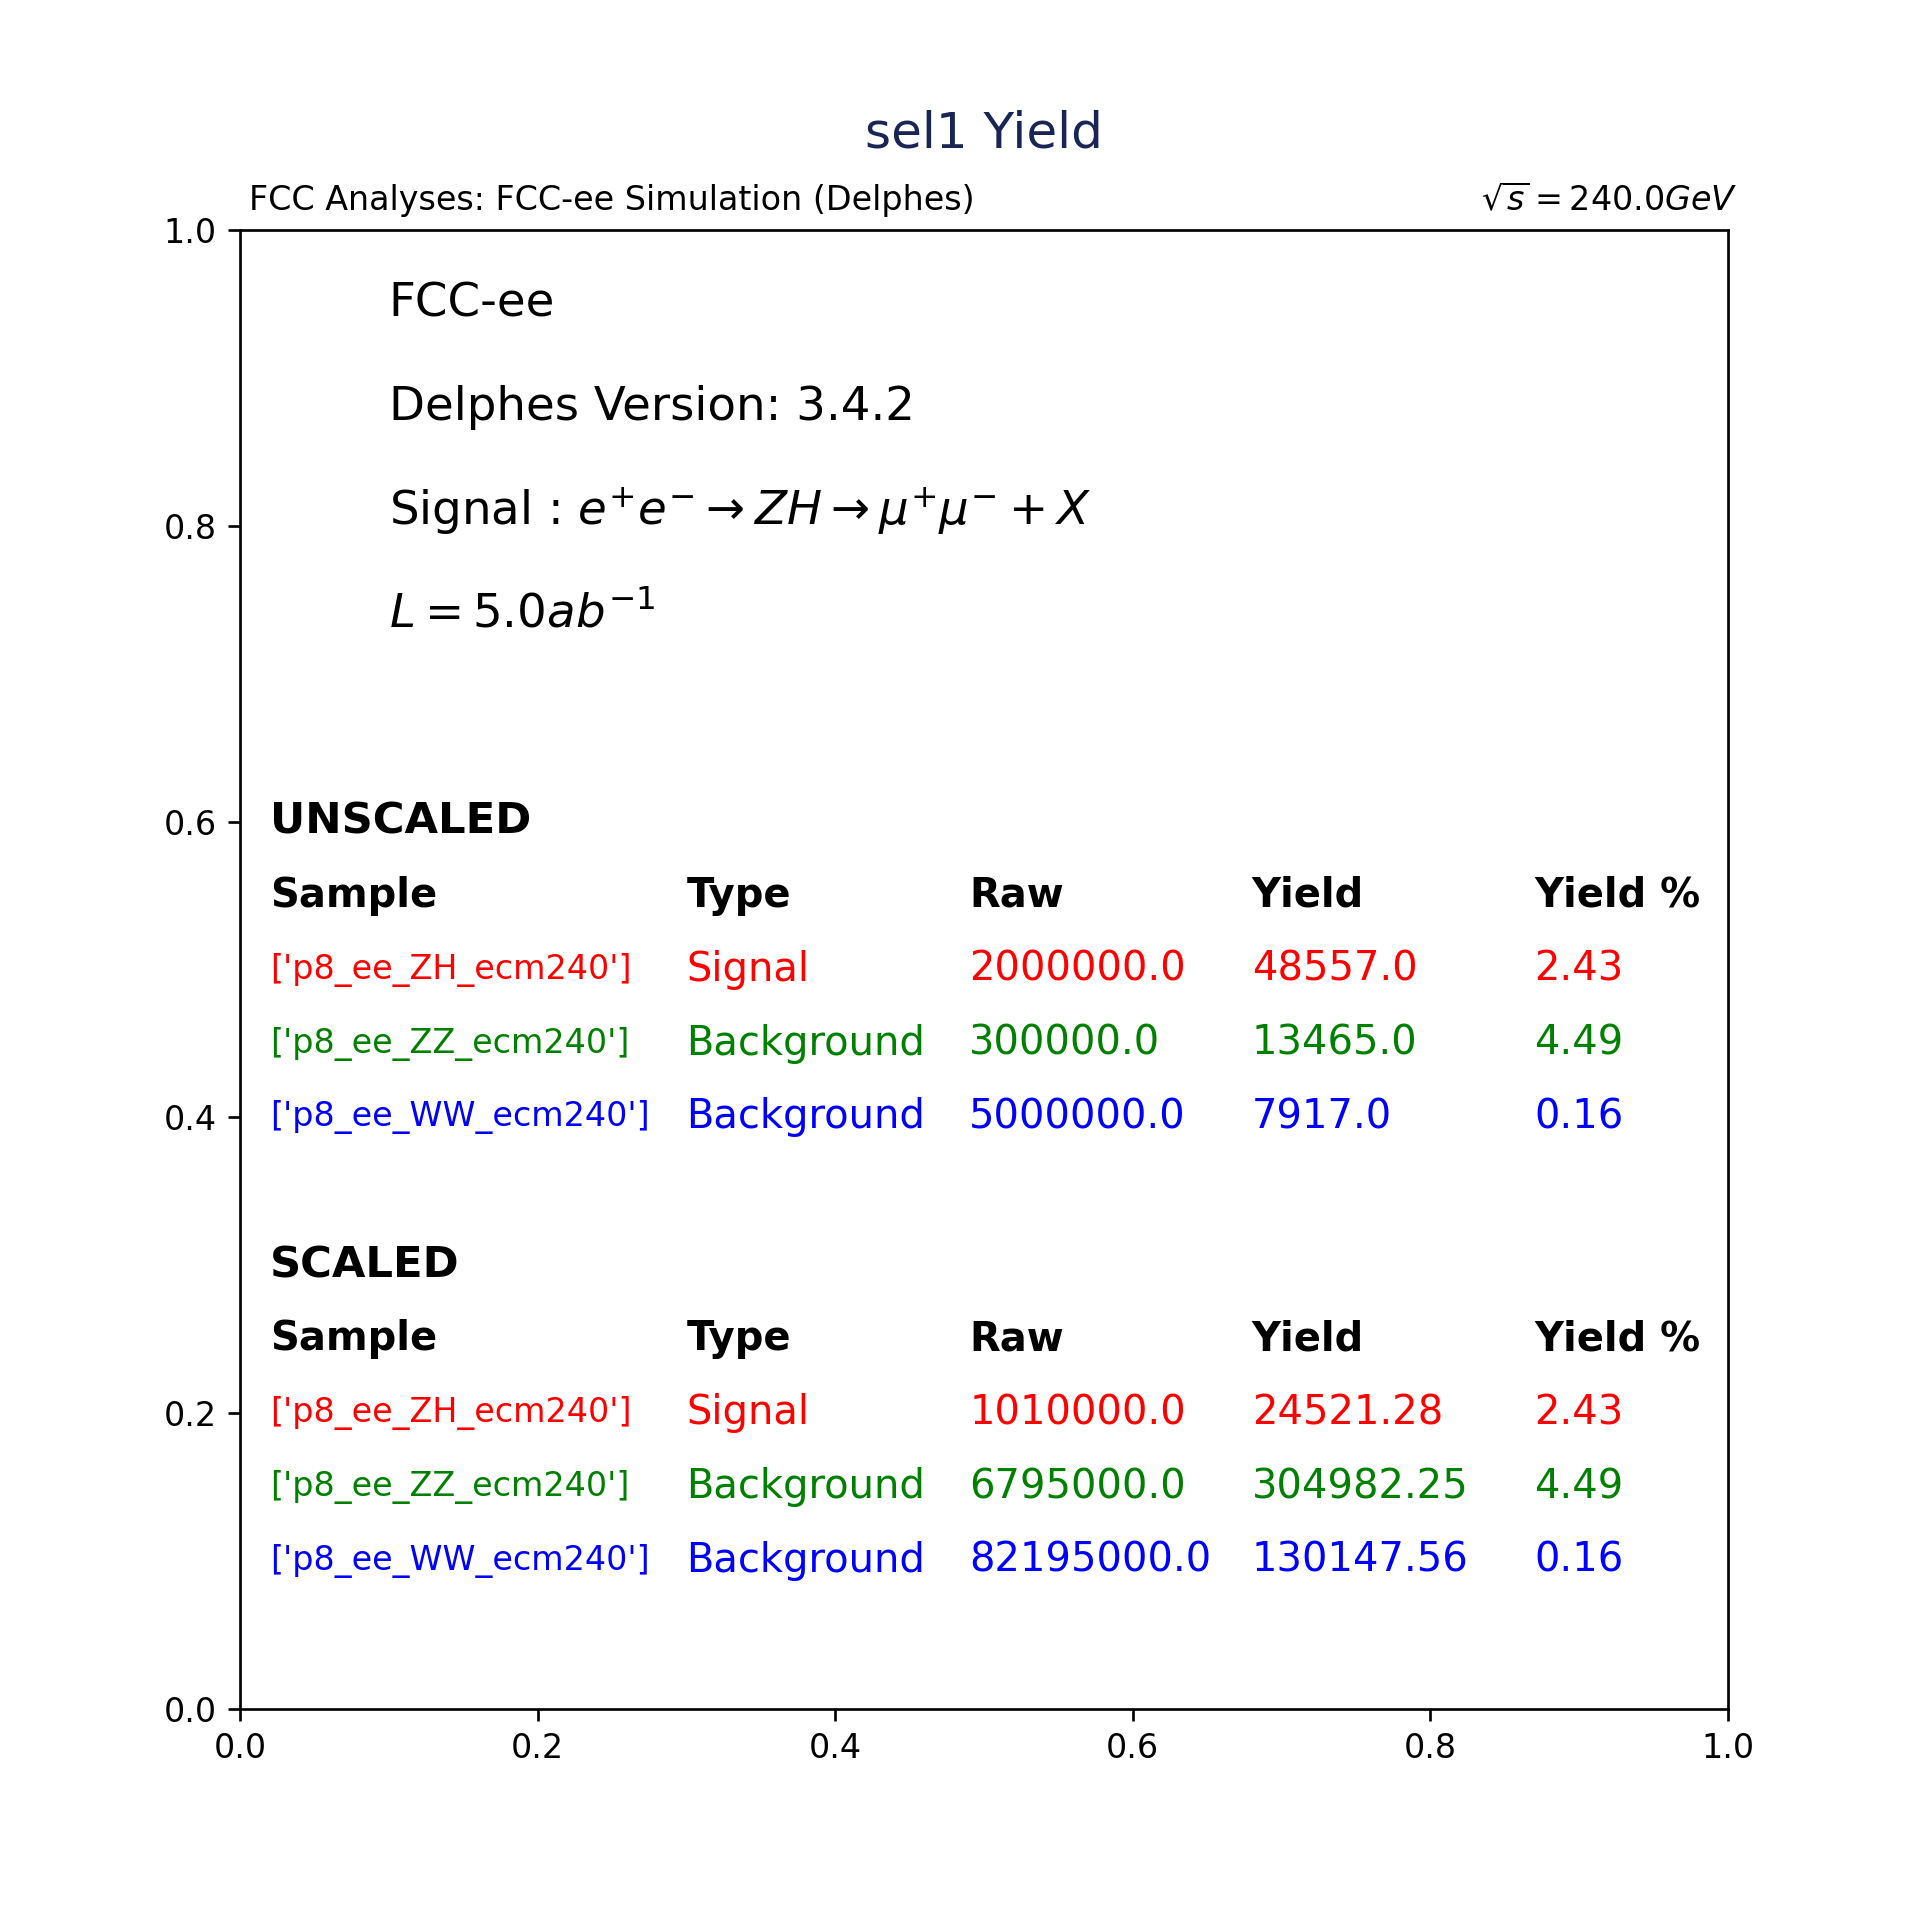 sel1 Yield
FCC Analyses: FCC-ee Simulation (Delphes) √s = 240.0GeV
1.0
FCC-ee
Delphes Version: 3.4.2
Signal : e⁺e⁻ → ZH → μ⁺μ⁻ + X
0.8
L = 5.0ab⁻¹
UNSCALED
0.6
Sample Type Raw Yield Yield %
['p8_ee_ZH_ecm240'] Signal 2000000.0 48557.0 2.43
['p8_ee_ZZ_ecm240'] Background 300000.0 13465.0 4.49
0.4 ['p8_ee_WW_ecm240'] Background 5000000.0 7917.0 0.16
SCALED
Sample Type Raw Yield Yield %
0.2 ['p8_ee_ZH_ecm240'] Signal 1010000.0 24521.28 2.43
['p8_ee_ZZ_ecm240'] Background 6795000.0 304982.25 4.49
['p8_ee_WW_ecm240'] Background 82195000.0 130147.56 0.16
0.0
0.0 0.2 0.4 0.6 0.8 1.0